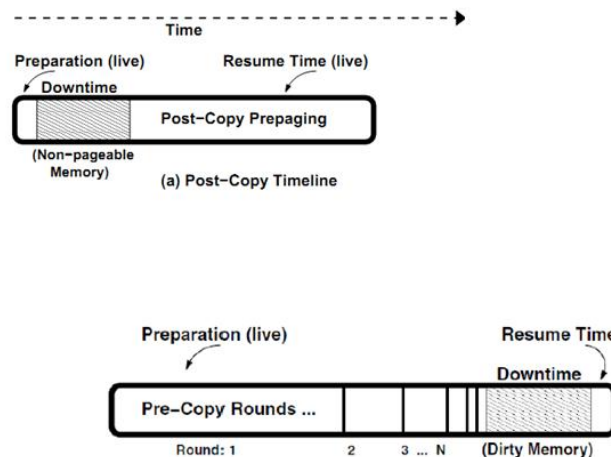 Time
Preparation (live)
Resume Time (live)
Downtime
Post-Copy Prepaging
(Non-pageable
Memory)
(a) Post-Copy Timeline
Preparation (live)
Resume Time
Downtime
Pre-Copy Rounds ...
Round: 1 2 3 ... N (Dirty Memory)